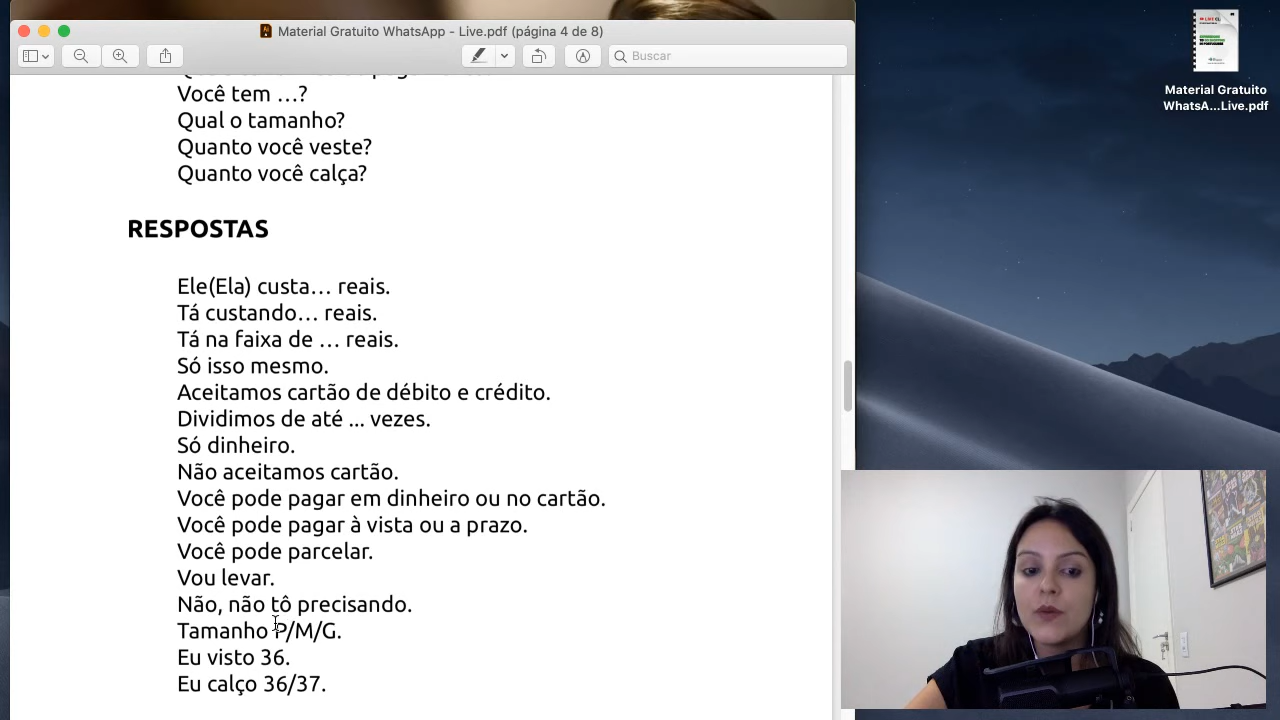 Material Gratuito WhatsApp - Live.pdf (página 4 de 8)
Buscar
Você tem …?
Qual o tamanho?
Quanto você veste?
Quanto você calça?
RESPOSTAS
Ele(Ela) custa… reais.
Tá custando… reais.
Tá na faixa de … reais.
Só isso mesmo.
Aceitamos cartão de débito e crédito.
Dividimos de até ... vezes.
Só dinheiro.
Não aceitamos cartão.
Você pode pagar em dinheiro ou no cartão.
Você pode pagar à vista ou a prazo.
Você pode parcelar.
Vou levar.
Não, não tô precisando.
Tamanho P/M/G.
Eu visto 36.
Eu calço 36/37.
Material Gratuito
WhatsA...Live.pdf